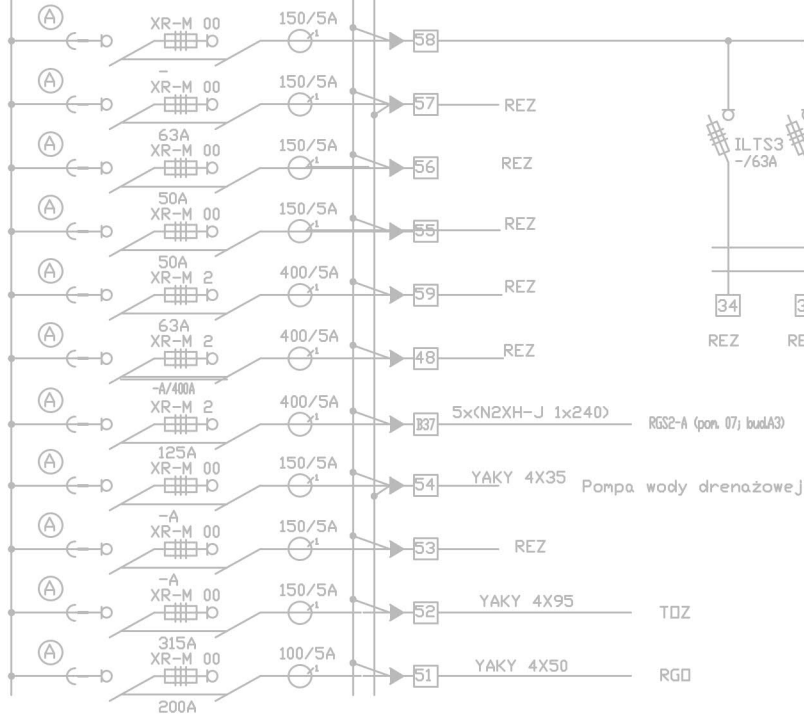 A XR-M 00 150/5A 58
–
A XR-M 00 150/5A 57 REZ
63A
A XR-M 00 150/5A 56 REZ
50A
A XR-M 00 150/5A 55 REZ
50A
A XR-M 2 400/5A 59 REZ
63A
A XR-M 2 400/5A 48 REZ
-A/400A
A XR-M 2 400/5A B37 5x(N2XH-J 1x240) RGS2-A (pom. 07; bud.A3)
125A
A XR-M 00 150/5A 54 YAKY 4X35 Pompa wody drenażowej
-A
A XR-M 00 150/5A 53 REZ
-A
A XR-M 00 150/5A 52 YAKY 4X95 TOZ
315A
A XR-M 00 100/5A 51 YAKY 4X50 RGO
200A
ILTS3
-/63A
34
REZ